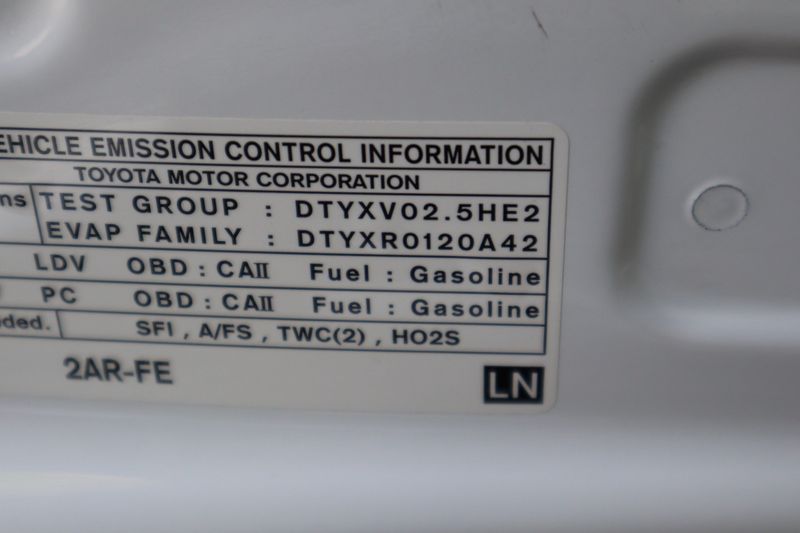 VEHICLE EMISSION CONTROL INFORMATION
TOYOTA MOTOR CORPORATION
TEST GROUP : DTYXV02.5HE2
EVAP FAMILY : DTYXR0120A42
LDV OBD : CAII Fuel : Gasoline
PC OBD : CAII Fuel : Gasoline
SFI , A/FS , TWC(2) , HO2S
2AR-FE LN